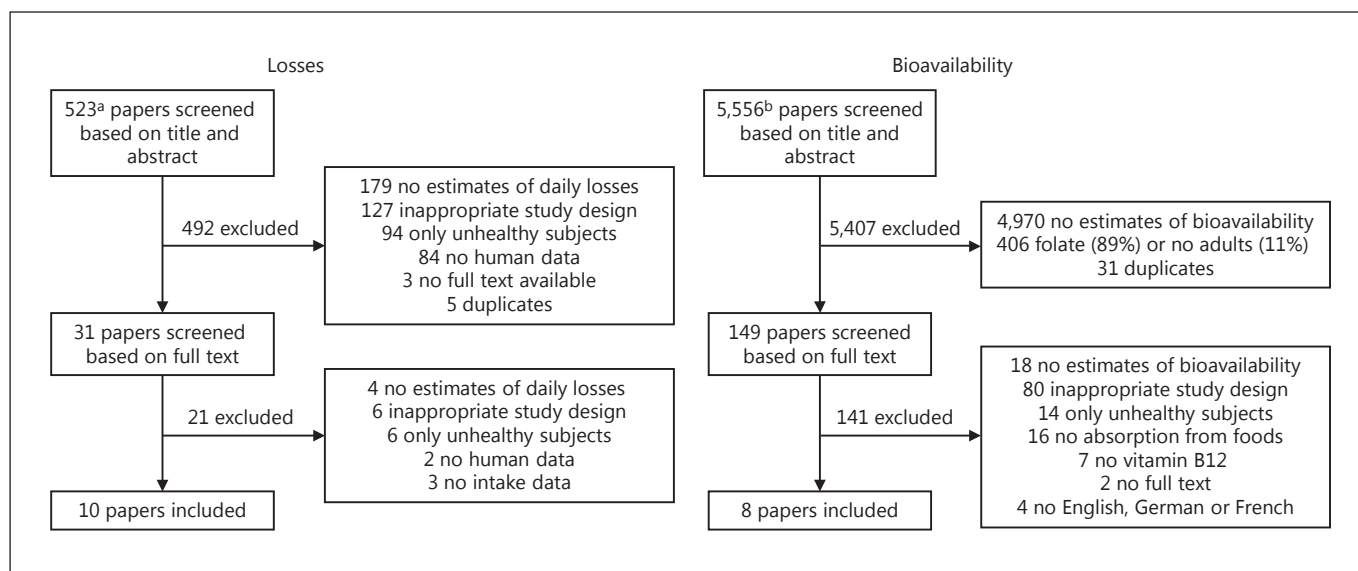 Losses
523a papers screened
based on title and
abstract
492 excluded
179 no estimates of daily losses
127 inappropriate study design
94 only unhealthy subjects
84 no human data
3 no full text available
5 duplicates
31 papers screened
based on full text
21 excluded
4 no estimates of daily losses
6 inappropriate study design
6 only unhealthy subjects
2 no human data
3 no intake data
10 papers included
Bioavailability
5,556b papers screened
based on title and
abstract
5,407 excluded
4,970 no estimates of bioavailability
406 folate (89%) or no adults (11%)
31 duplicates
149 papers screened
based on full text
141 excluded
18 no estimates of bioavailability
80 inappropriate study design
14 only unhealthy subjects
16 no absorption from foods
7 no vitamin B12
2 no full text
4 no English, German or French
8 papers included